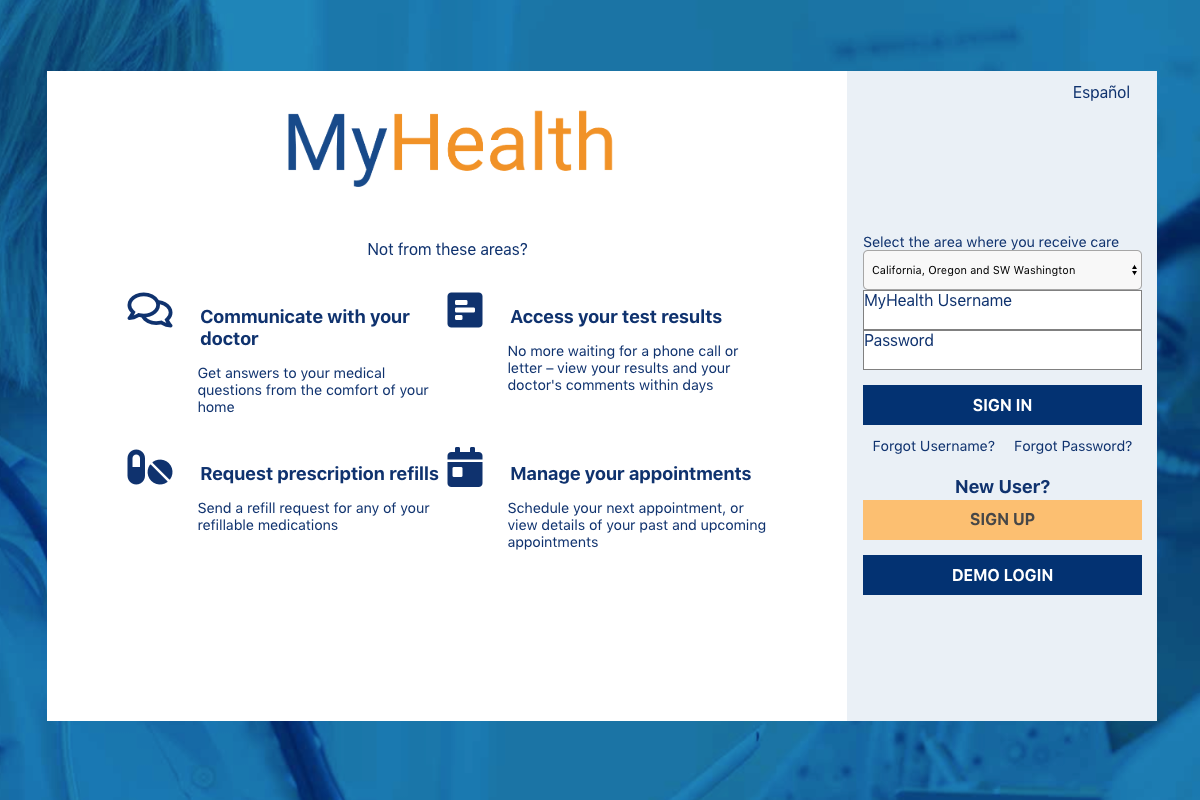 MyHealth
Not from these areas?
Communicate with your
doctor
Get answers to your medical
questions from the comfort of your
home
Access your test results
No more waiting for a phone call or
letter – view your results and your
doctor's comments within days
Request prescription refills
Send a refill request for any of your
refillable medications
Manage your appointments
Schedule your next appointment, or
view details of your past and upcoming
appointments
Español
Select the area where you receive care
California, Oregon and SW Washington
MyHealth Username
Password
SIGN IN
Forgot Username? Forgot Password?
New User?
SIGN UP
DEMO LOGIN